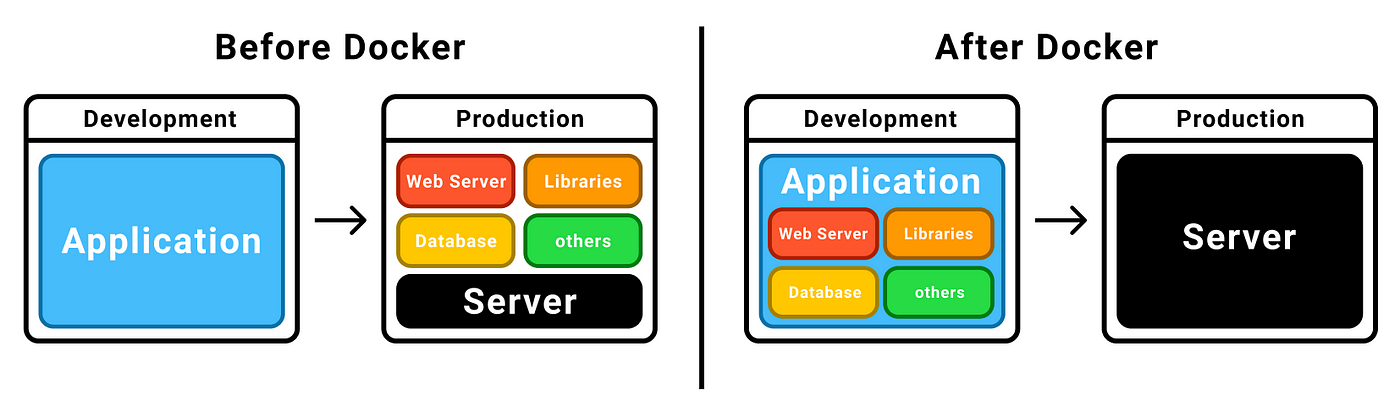 Before Docker
Development
Application
Production
Web Server
Libraries
Database
others
Server
After Docker
Development
Application
Web Server
Libraries
Database
others
Production
Server